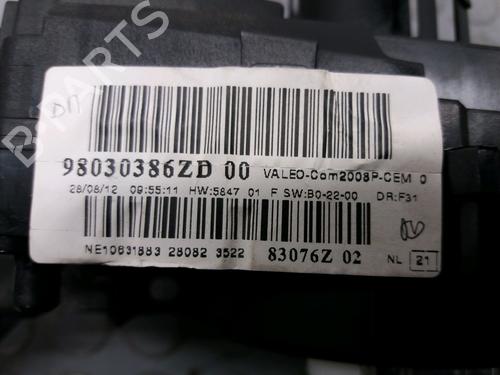 B-PARTS
98030386ZD 00 VALEO-Com2008P-CEM 0
28/08/12 09:55:11 HW:5847 01 F SW:B0-22-00 DR:F31
NE10631883 28082 3522 83076Z 02 NL 21